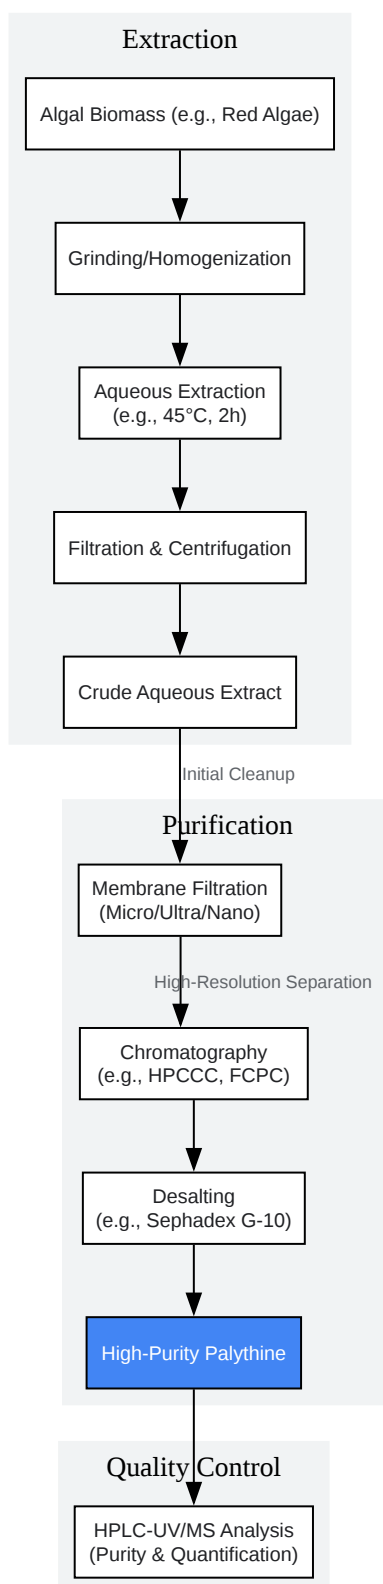 Extraction
Algal Biomass (e.g., Red Algae)
Grinding/Homogenization
Aqueous Extraction
(e.g., 45°C, 2h)
Filtration & Centrifugation
Crude Aqueous Extract
Initial Cleanup
Purification
Membrane Filtration
(Micro/Ultra/Nano)
High-Resolution Separation
Chromatography
(e.g., HPCCC, FCPC)
Desalting
(e.g., Sephadex G-10)
High-Purity Palythine
Quality Control
HPLC-UV/MS Analysis
(Purity & Quantification)